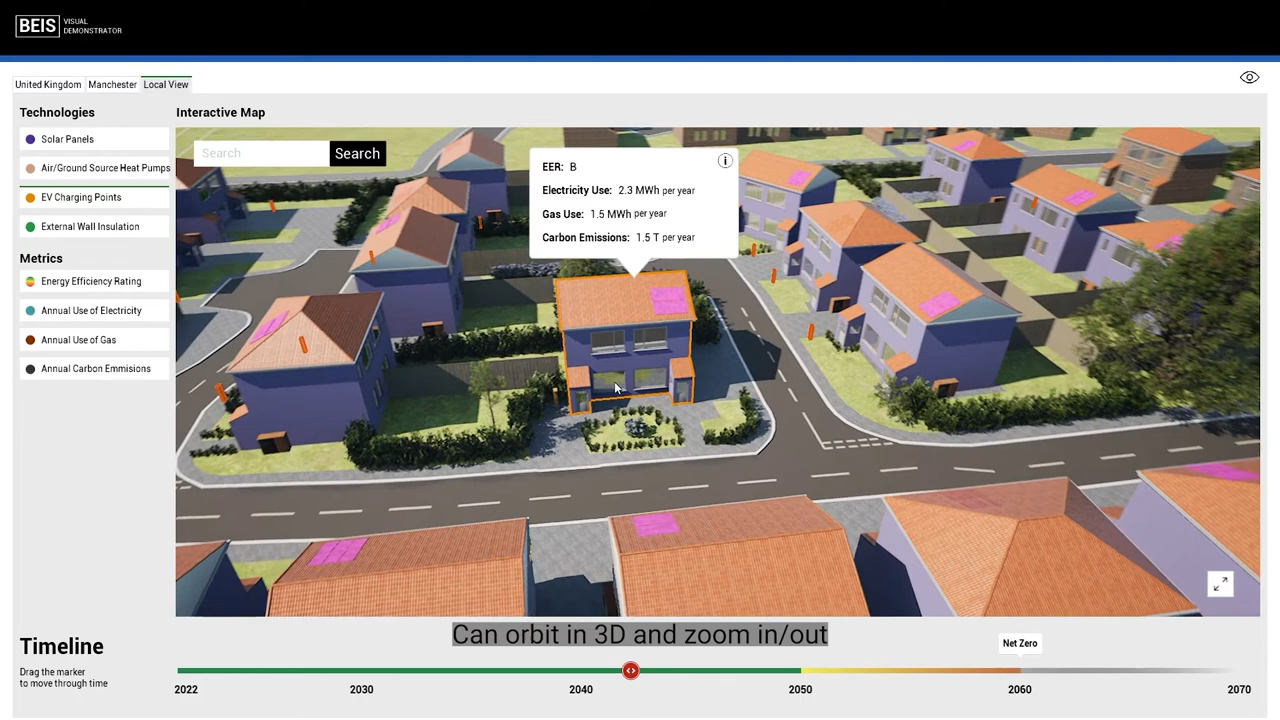 BEIS VISUAL
DEMONSTRATOR
United Kingdom Manchester Local View
Technologies
Solar Panels
Air/Ground Source Heat Pumps
EV Charging Points
External Wall Insulation
Metrics
Energy Efficiency Rating
Annual Use of Electricity
Annual Use of Gas
Annual Carbon Emmisions
Interactive Map
Search Search
i
EER: B
Electricity Use: 2.3 MWh per year
Gas Use: 1.5 MWh per year
Carbon Emissions: 1.5 T per year
Can orbit in 3D and zoom in/out
Timeline
Drag the marker
to move through time
Net Zero
2022 2030 2040 2050 2060 2070